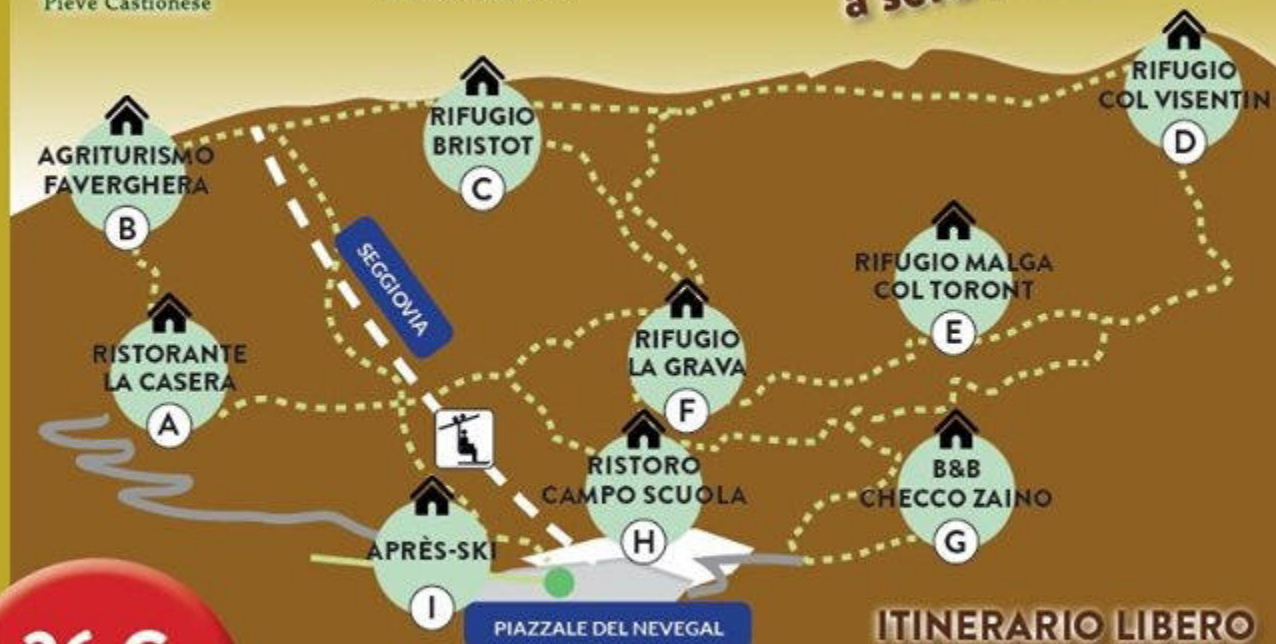 Pieve Castionese
RIFUGIO
COL VISENTIN
D
RIFUGIO
BRISTOT
C
AGRITURISMO
FAVERGHERA
B
SEGGIOVIA
RIFUGIO MALGA
COL TORONT
E
RISTORANTE
LA CASERA
A
RIFUGIO
LA GRAVA
F
RISTORO
CAMPO SCUOLA
H
B&B
CHECCO ZAINO
G
APRÈS-SKI
I
PIAZZALE DEL NEVEGAL
ITINERARIO LIBERO